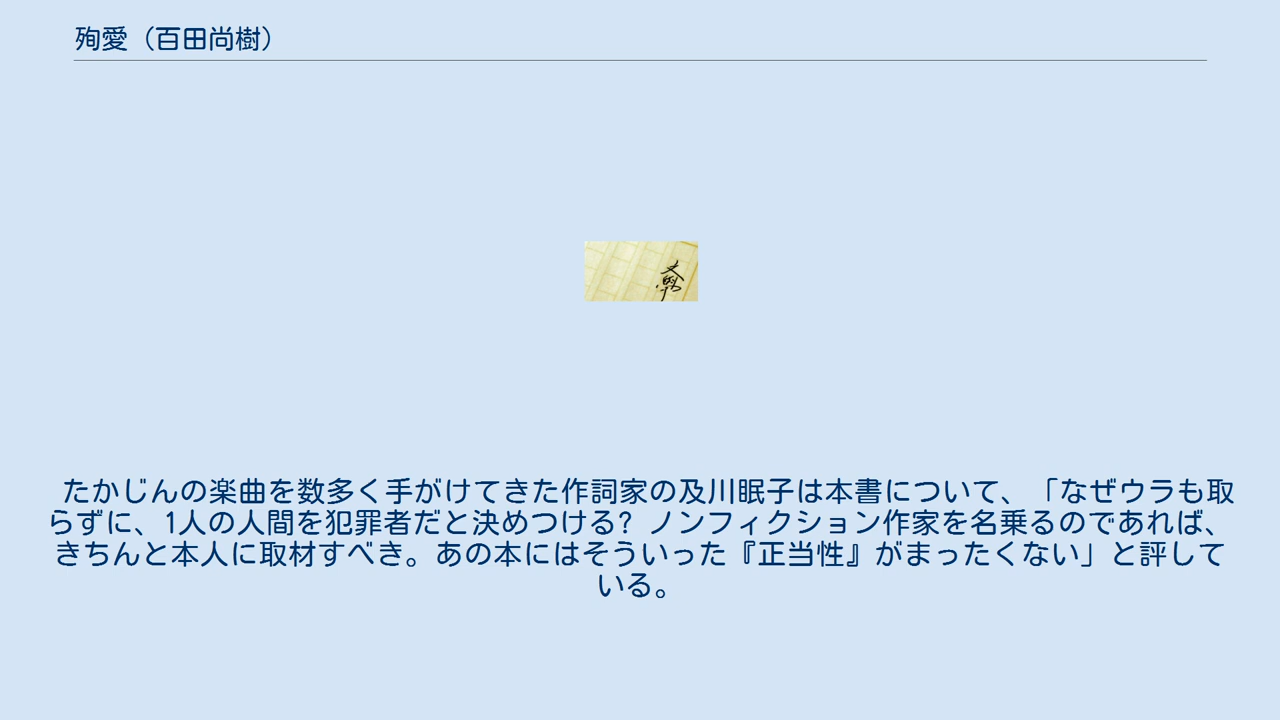 殉愛（百田尚樹）
たかじんの楽曲を数多く手がけてきた作詞家の及川眠子は本書について、「なぜウラも取
らずに、1人の人間を犯罪者だと決めつける？ノンフィクション作家を名乗るのであれば、
きちんと本人に取材すべき。あの本にはそういった『正当性』がまったくない」と評して
いる。